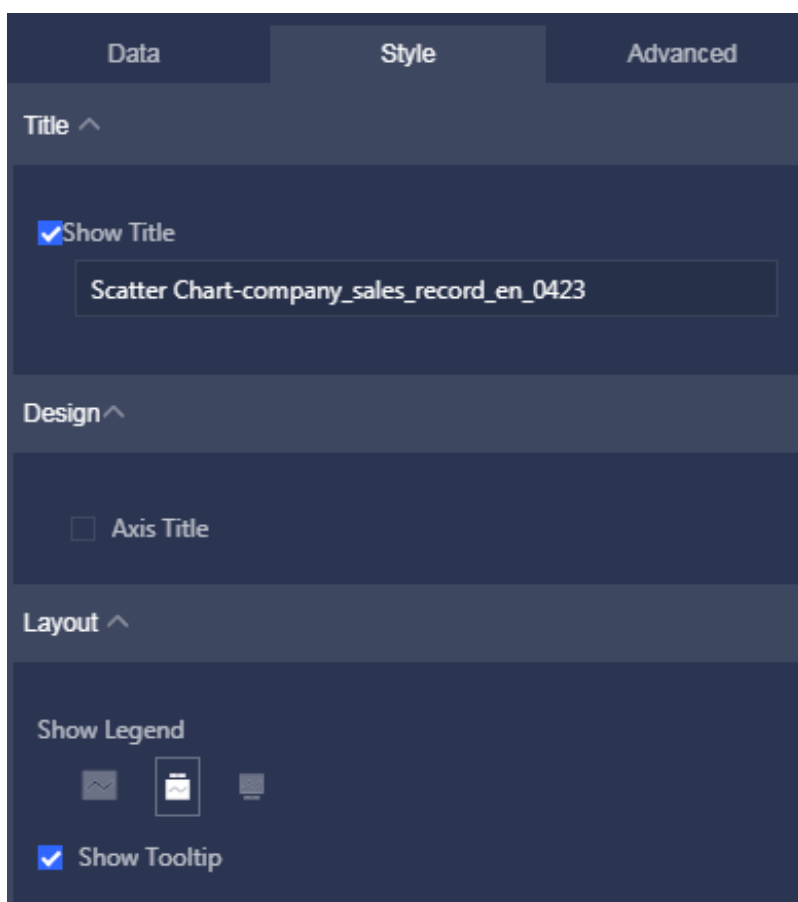 Data Style Advanced
Title
Show Title
Scatter Chart-company_sales_record_en_0423
Design
Axis Title
Layout
Show Legend
Show Tooltip